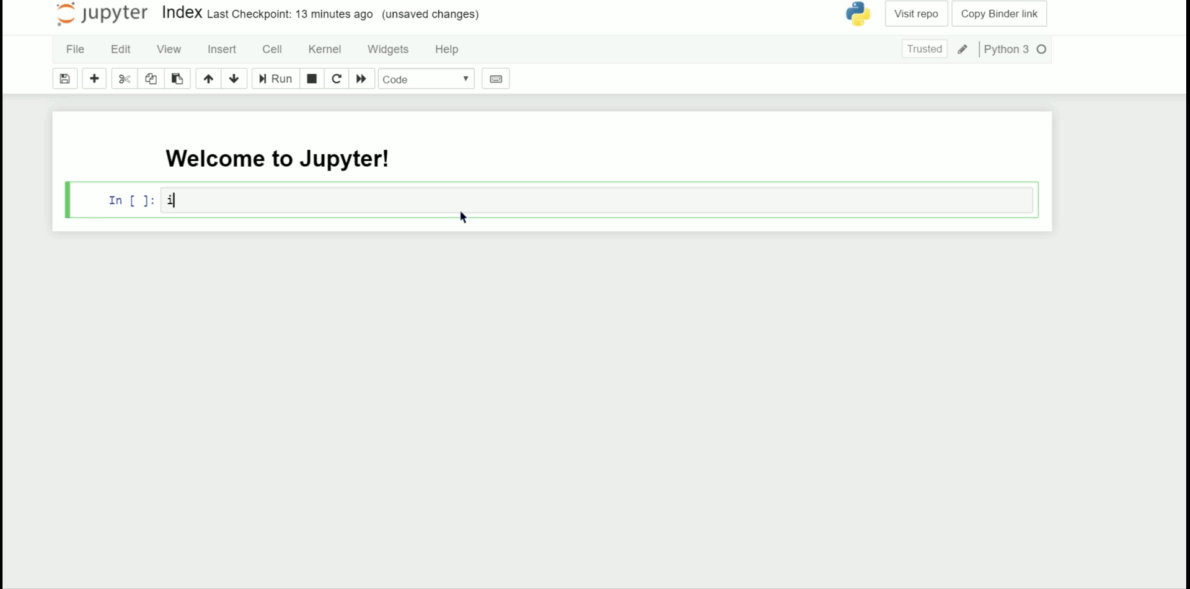 jupyter Index Last Checkpoint: 13 minutes ago (unsaved changes) Visit repo Copy Binder link
File Edit View Insert Cell Kernel Widgets Help Trusted Python 3
Run Code
Welcome to Jupyter!
In [ ]: i